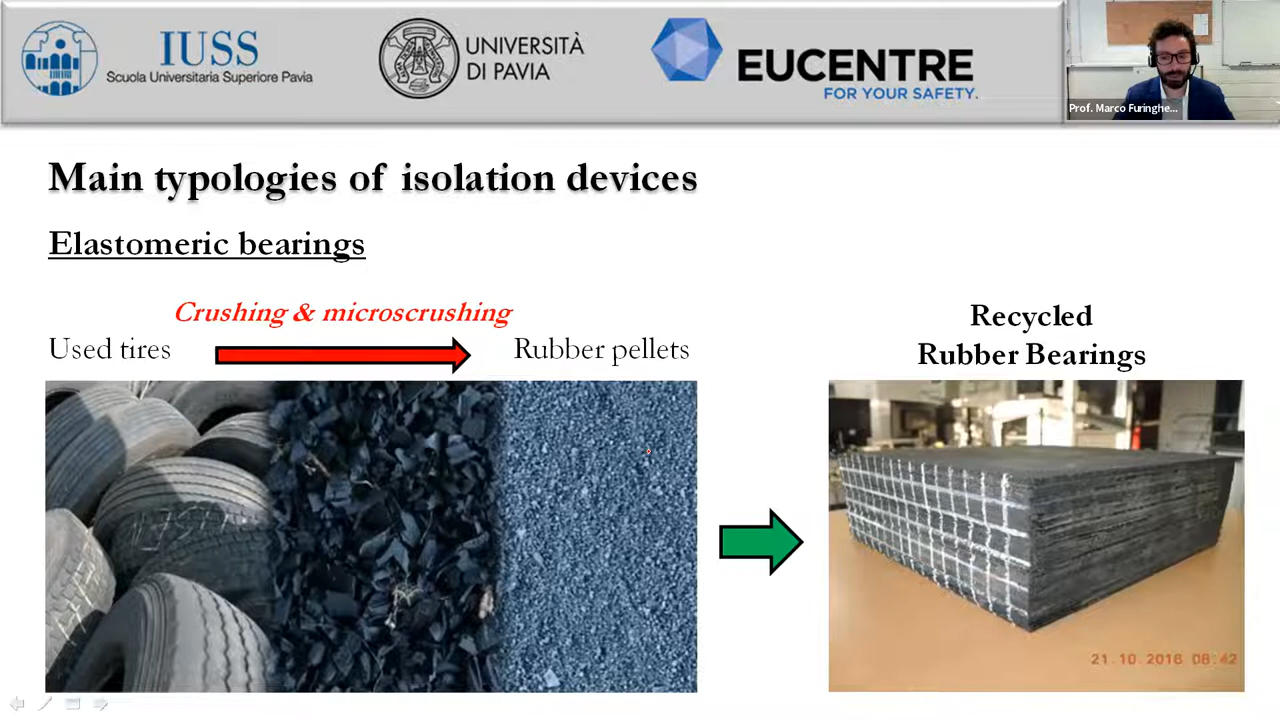 IUSS
Scuola Universitaria Superiore Pavia
UNIVERSITÀ
DI PAVIA
EUCENTRE
FOR YOUR SAFETY.
Prof. Marco Furinghe...
Main typologies of isolation devices
Elastomeric bearings
Crushing & microscrushing
Used tires
Rubber pellets
Recycled
Rubber Bearings
21.10.2016 08:42